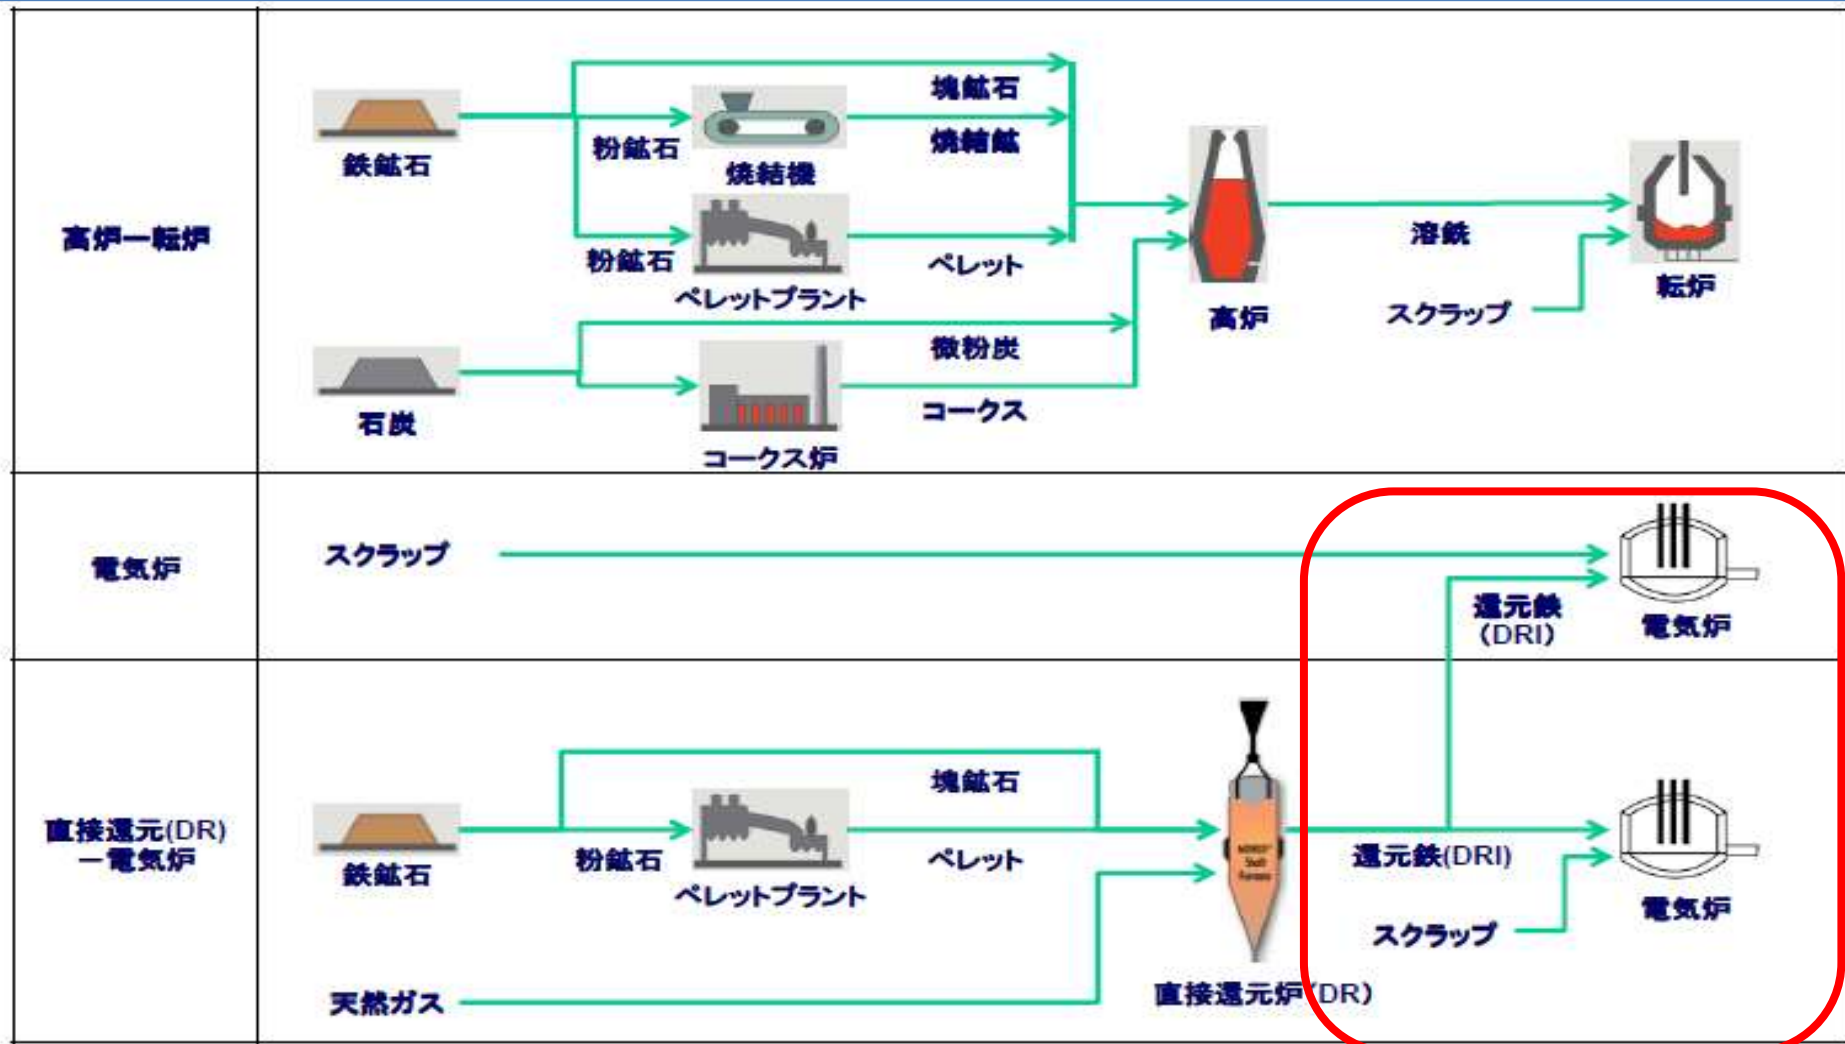 高炉ー転炉
鉄鉱石
粉鉱石
焼結機
塊鉱石
焼結鉱
粉鉱石
ペレットプラント
ペレット
石炭
微粉炭
コークス炉
コークス
高炉
溶銑
スクラップ
転炉
電気炉
スクラップ
還元鉄
(DRI)
電気炉
直接還元(DR)
ー電気炉
鉄鉱石
粉鉱石
塊鉱石
ペレットプラント
ペレット
天然ガス
Shaft
Furnace
直接還元炉(DR)
還元鉄(DRI)
スクラップ
電気炉